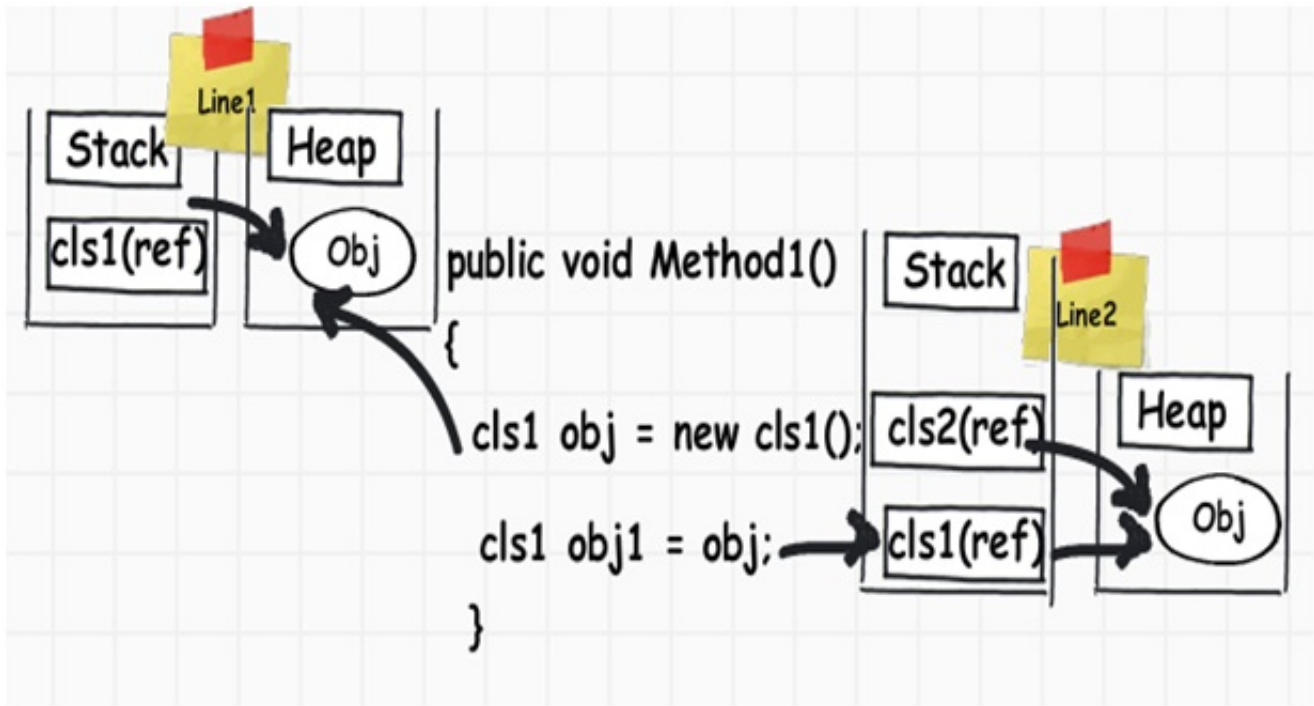 Line1
Stack
Heap
cls1(ref)
Obj
public void Method1()
{
cls1 obj = new cls1();
cls1 obj1 = obj;
}
Stack
Line2
cls2(ref)
Heap
cls1(ref)
Obj